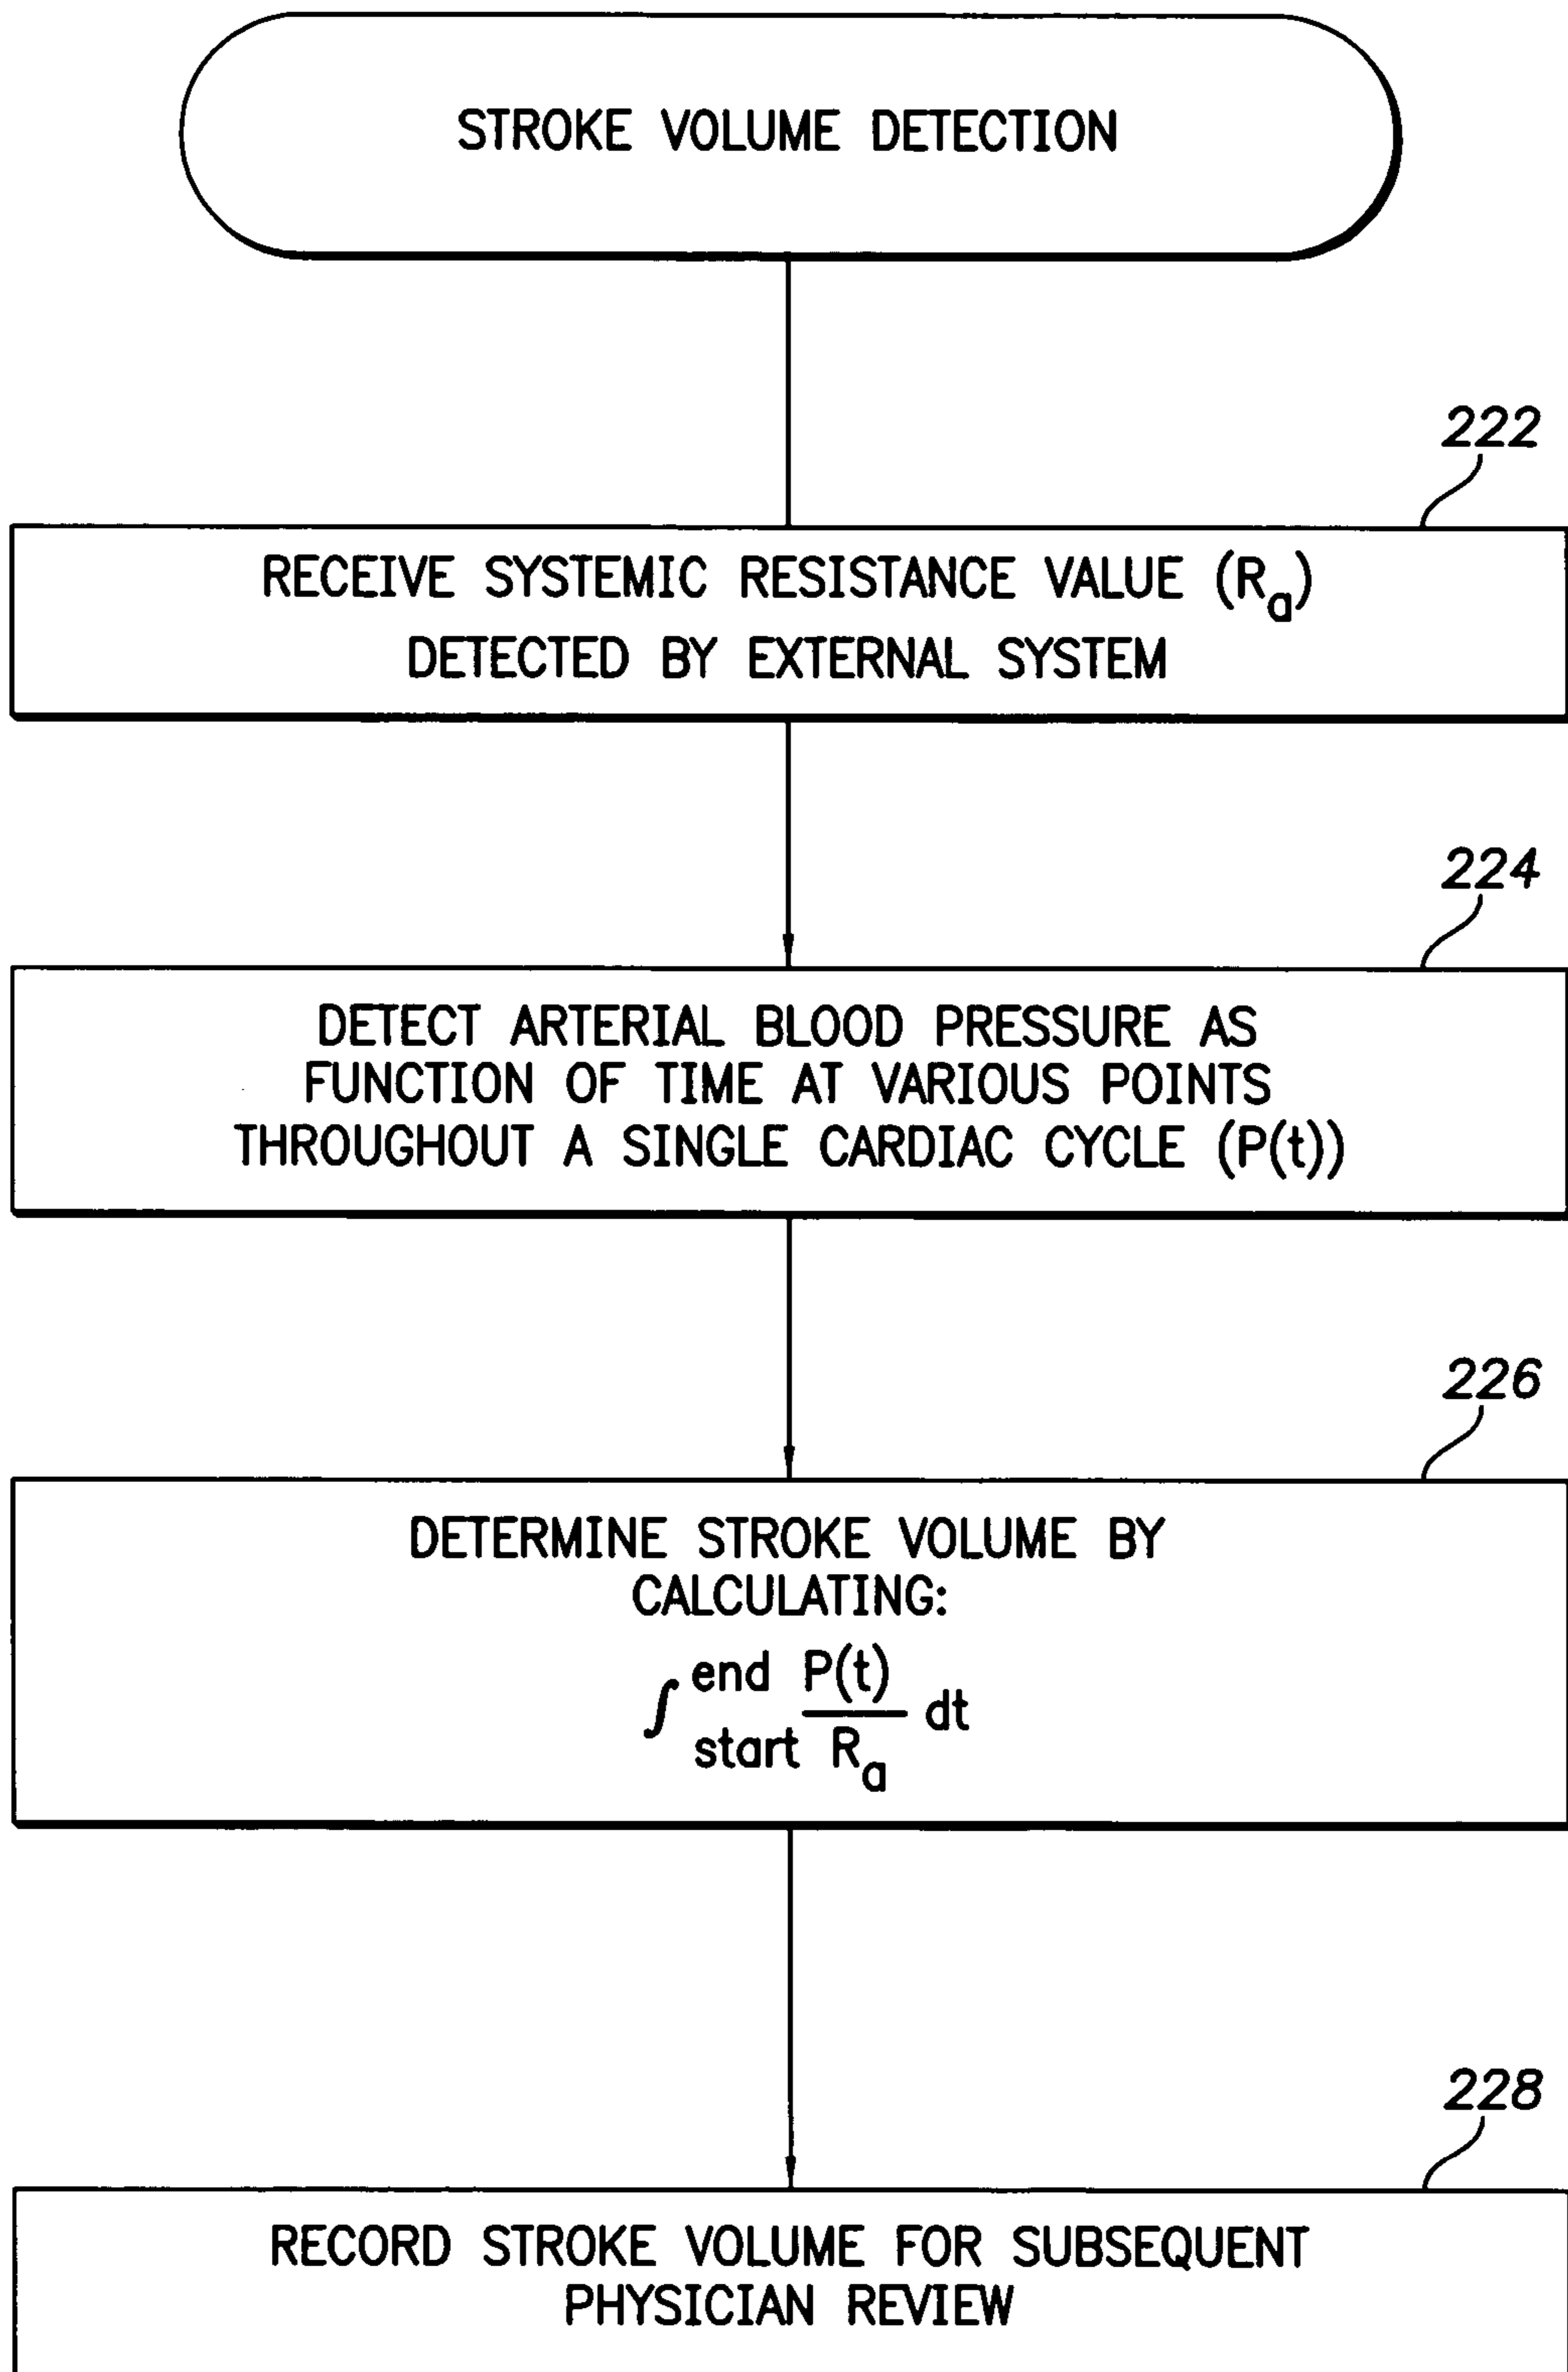 STROKE VOLUME DETECTION
222
RECEIVE SYSTEMIC RESISTANCE VALUE (Ra)
DETECTED BY EXTERNAL SYSTEM
224
DETECT ARTERIAL BLOOD PRESSURE AS
FUNCTION OF TIME AT VARIOUS POINTS
THROUGHOUT A SINGLE CARDIAC CYCLE (P(t))
226
DETERMINE STROKE VOLUME BY
CALCULATING:
∫ end P(t)
start Ra dt
228
RECORD STROKE VOLUME FOR SUBSEQUENT
PHYSICIAN REVIEW